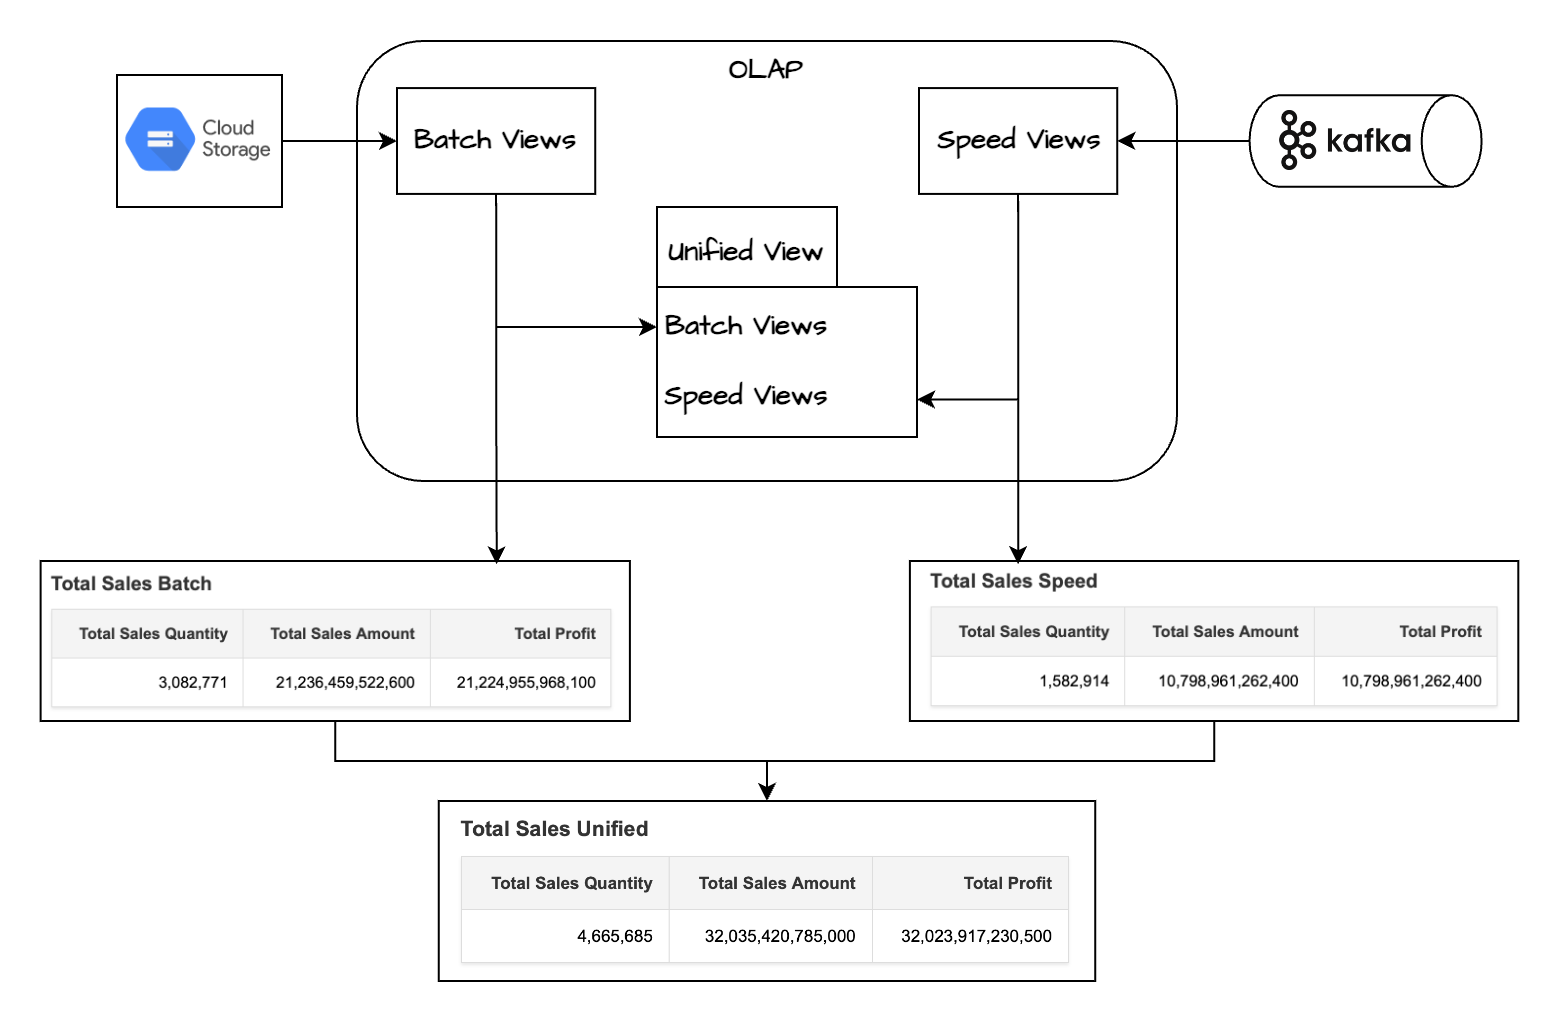 OLAP
Cloud
Storage
Batch Views
Speed Views
kafka
Unified View
Batch Views
Speed Views
Total Sales Batch
Total Sales Quantity Total Sales Amount Total Profit
3,082,771 21,236,459,522,600 21,224,955,968,100
Total Sales Speed
Total Sales Quantity Total Sales Amount Total Profit
1,582,914 10,798,961,262,400 10,798,961,262,400
Total Sales Unified
Total Sales Quantity Total Sales Amount Total Profit
4,665,685 32,035,420,785,000 32,023,917,230,500